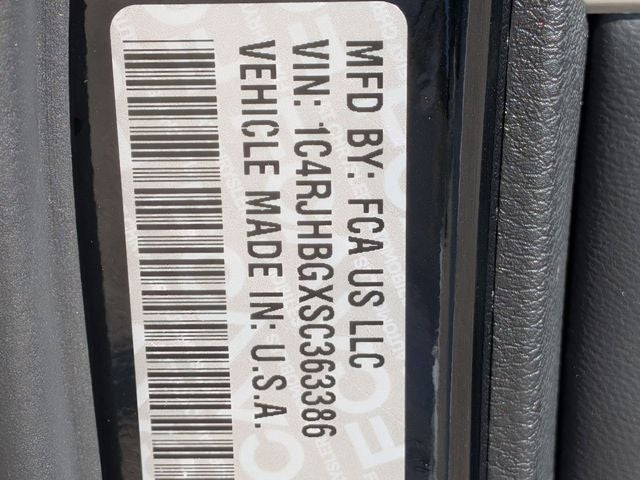 MFD BY: FCA US LLC
VIN: 1C4RJHBGXSC363386
VEHICLE MADE IN: U.S.A.